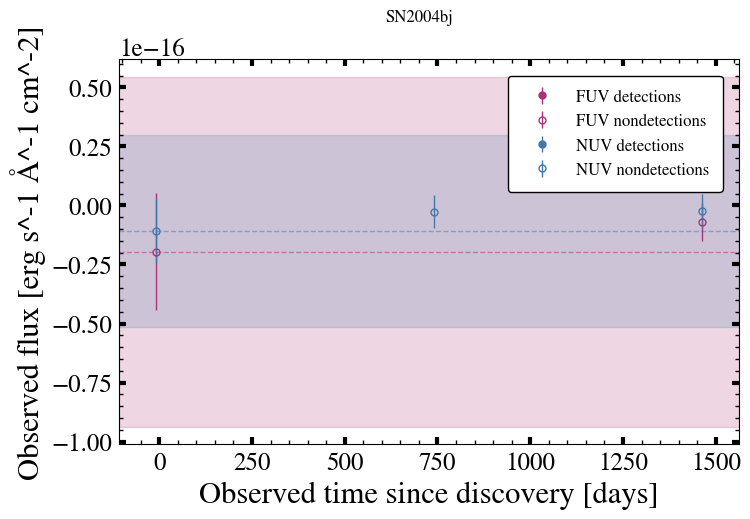 SN2004bj
1e−16
Observed flux [erg s^-1 Å^-1 cm^-2]
0.50
0.25
0.00
−0.25
−0.50
−0.75
−1.00
FUV detections
FUV nondetections
NUV detections
NUV nondetections
0 250 500 750 1000 1250 1500
Observed time since discovery [days]